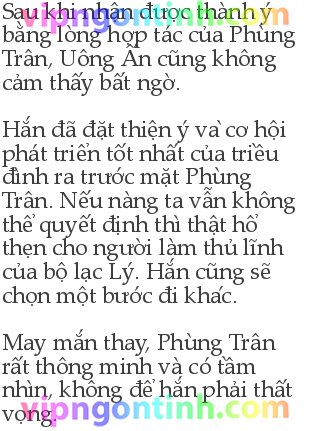 Sau khi nhận được thành ý
bằng lòng hợp tác của Phùng
Trân, Uông Ấn cũng không
cảm thấy bất ngờ.
Hắn đã đặt thiện ý và cơ hội
phát triển tốt nhất của triều
đình ra trước mặt Phùng
Trân. Nếu nàng ta vẫn không
thể quyết định thì thật hổ
thẹn cho người làm thủ lĩnh
của bộ lạc Lý. Hắn cũng sẽ
chọn một bước đi khác.
May mắn thay, Phùng Trân
rất thông minh và có tầm
nhìn, không để hắn phải thất
vọng.
vipngontinh.com
vipngontinh.com
vipngontinh.com
vipngontinh.com